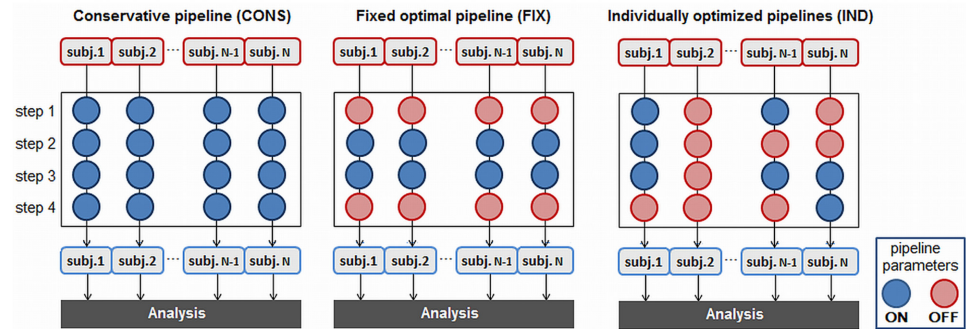 Conservative pipeline (CONS)
Fixed optimal pipeline (FIX)
Individually optimized pipelines (IND)
subj.1 subj.2 ... subj. N-1 subj. N
subj.1 subj.2 ... subj. N-1 subj. N
subj.1 subj.2 ... subj. N-1 subj. N
step 1
step 2
step 3
step 4
subj.1 subj.2 ... subj. N-1 subj. N
subj.1 subj.2 ... subj. N-1 subj. N
subj.1 subj.2 ... subj. N-1 subj. N
Analysis
Analysis
Analysis
pipeline
parameters
ON OFF